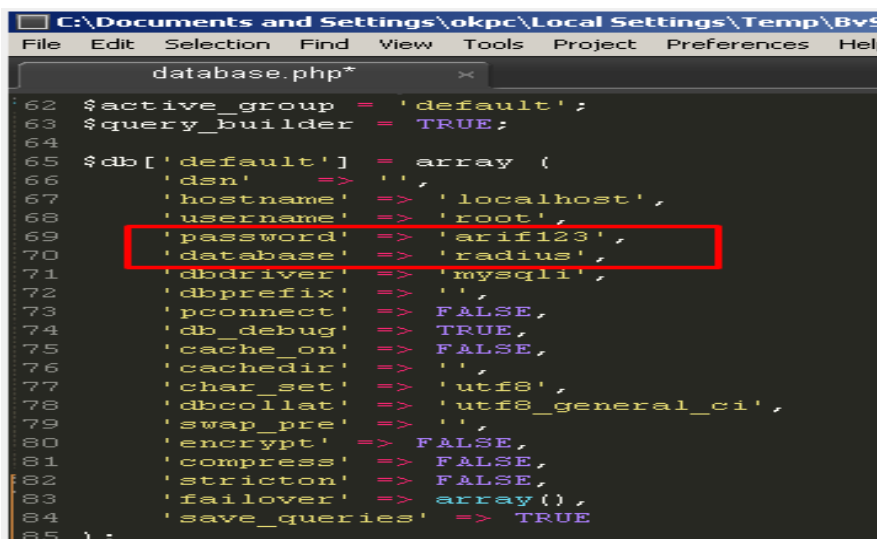 C:\Documents and Settings\okpc\Local Settings\Temp\BvS
File Edit Selection Find View Tools Project Preferences Hel
database.php* ×
62 $active_group = 'default';
63 $query_builder = TRUE;
64
65 $db['default'] = array (
66 'dsn' => '',
67 'hostname' => 'localhost',
68 'username' => 'root',
69 'password' => 'arif123',
70 'database' => 'radius',
71 'dbdriver' => 'mysqli',
72 'dbprefix' => '',
73 'pconnect' => FALSE,
74 'db_debug' => TRUE,
75 'cache_on' => FALSE,
76 'cachedir' => '',
77 'char_set' => 'utf8',
78 'dbcollat' => 'utf8_general_ci',
79 'swap_pre' => '',
80 'encrypt' => FALSE,
81 'compress' => FALSE,
82 'stricton' => FALSE,
83 'failover' => array(),
84 'save_queries' => TRUE
85 );